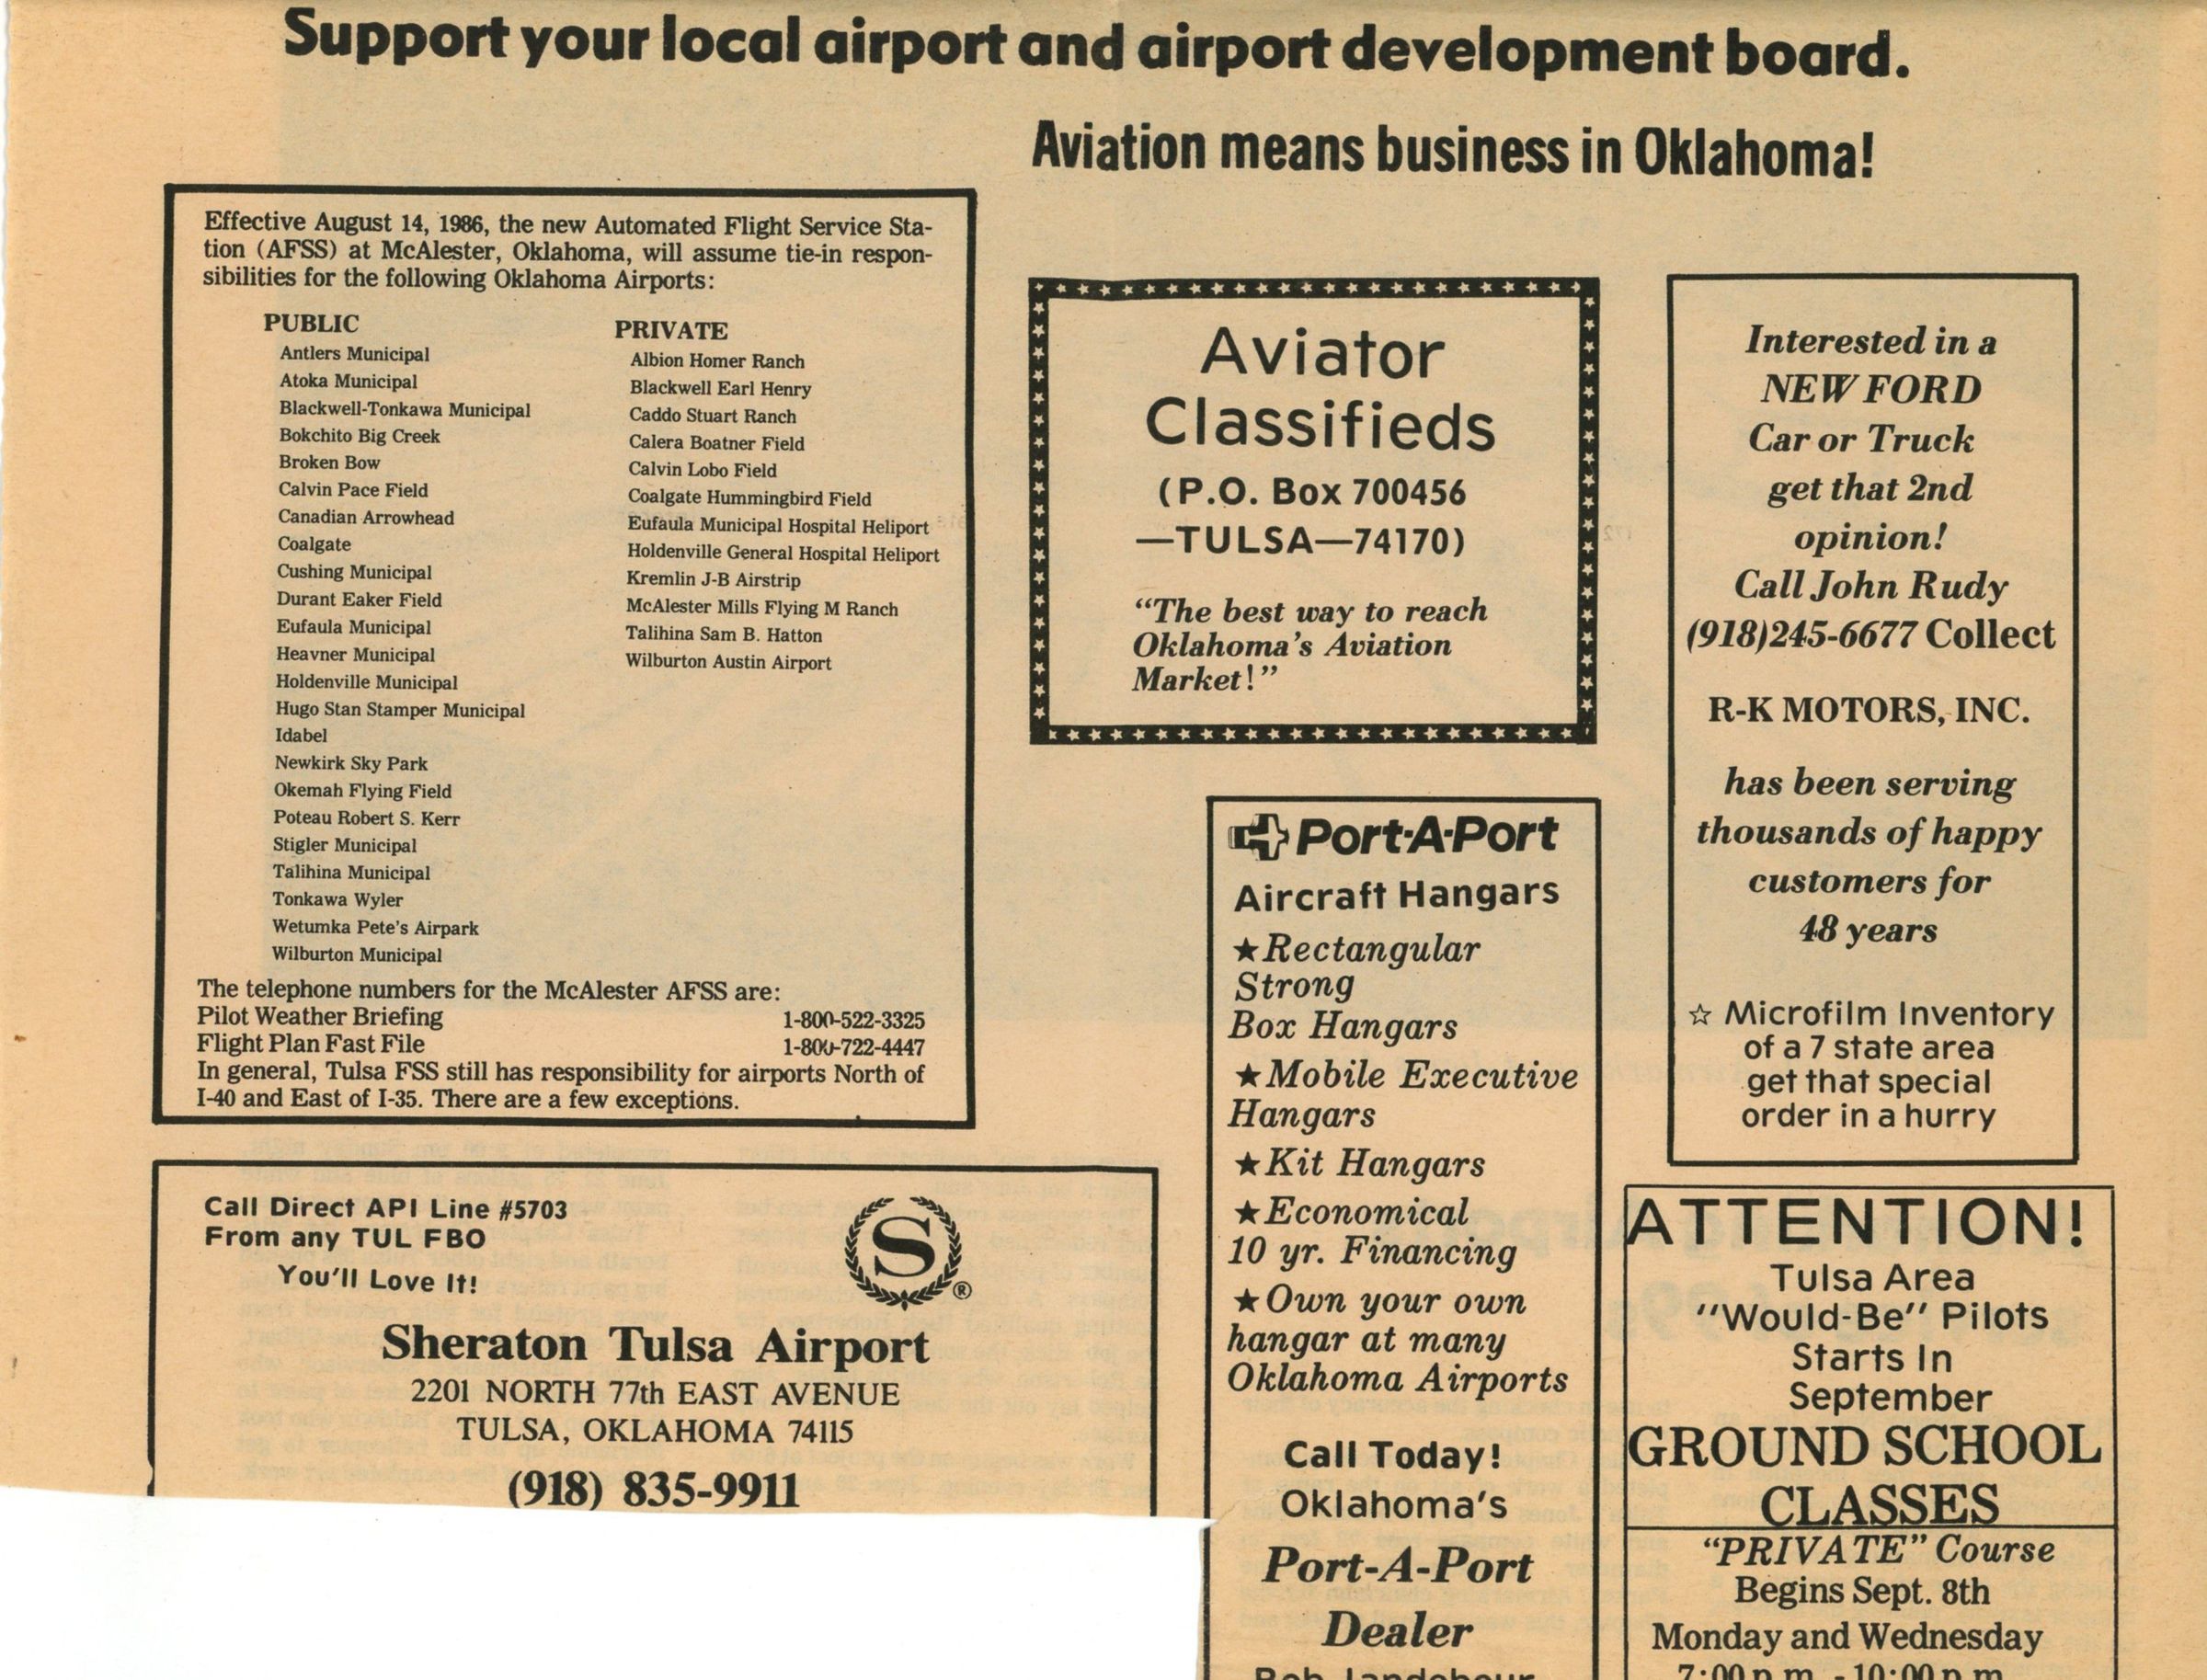 Support your local airport and airport development board.
Aviation means business in Oklahoma!
Effective August 14, 1986, the new Automated Flight Service Sta-
tion (AFSS) at McAlester, Oklahoma, will assume tie-in respon-
sibilities for the following Oklahoma Airports:
PUBLIC
Antlers Municipal
Atoka Municipal
Blackwell-Tonkawa Municipal
Bokchito Big Creek
Broken Bow
Calvin Pace Field
Canadian Arrowhead
Coalgate
Cushing Municipal
Durant Eaker Field
Eufaula Municipal
Heavner Municipal
Holdenville Municipal
Hugo Stan Stamper Municipal
Idabel
Newkirk Sky Park
Okemah Flying Field
Poteau Robert S. Kerr
Stigler Municipal
Talihina Municipal
Tonkawa Wyler
Wetumka Pete's Airpark
Wilburton Municipal
PRIVATE
Albion Homer Ranch
Blackwell Earl Henry
Caddo Stuart Ranch
Calera Boatner Field
Calvin Lobo Field
Coalgate Hummingbird Field
Eufaula Municipal Hospital Heliport
Holdenville General Hospital Heliport
Kremlin J-B Airstrip
McAlester Mills Flying M Ranch
Talihina Sam B. Hatton
Wilburton Austin Airport
The telephone numbers for the McAlester AFSS are:
Pilot Weather Briefing 1-800-522-3325
Flight Plan Fast File 1-800-722-4447
In general, Tulsa FSS still has responsibility for airports North of
I-40 and East of I-35. There are a few exceptions.
Call Direct API Line #5703
From any TUL FBO
You'll Love It!
S ®
Sheraton Tulsa Airport
2201 NORTH 77th EAST AVENUE
TULSA, OKLAHOMA 74115
(918) 835-9911
Aviator
Classifieds
(P.O. Box 700456
—TULSA—74170)
"The best way to reach
Oklahoma's Aviation
Market!"
Port-A-Port
Aircraft Hangars
★Rectangular
Strong
Box Hangars
★Mobile Executive
Hangars
★Kit Hangars
★Economical
10 yr. Financing
★Own your own
hangar at many
Oklahoma Airports
Call Today!
Oklahoma's
Port-A-Port
Dealer
Interested in a
NEW FORD
Car or Truck
get that 2nd
opinion!
Call John Rudy
(918)245-6677 Collect
R-K MOTORS, INC.
has been serving
thousands of happy
customers for
48 years
☆ Microfilm Inventory
of a 7 state area
get that special
order in a hurry
ATTENTION!
Tulsa Area
"Would-Be" Pilots
Starts In
September
GROUND SCHOOL
CLASSES
"PRIVATE" Course
Begins Sept. 8th
Monday and Wednesday
7:00 p.m. - 10:00 p.m.